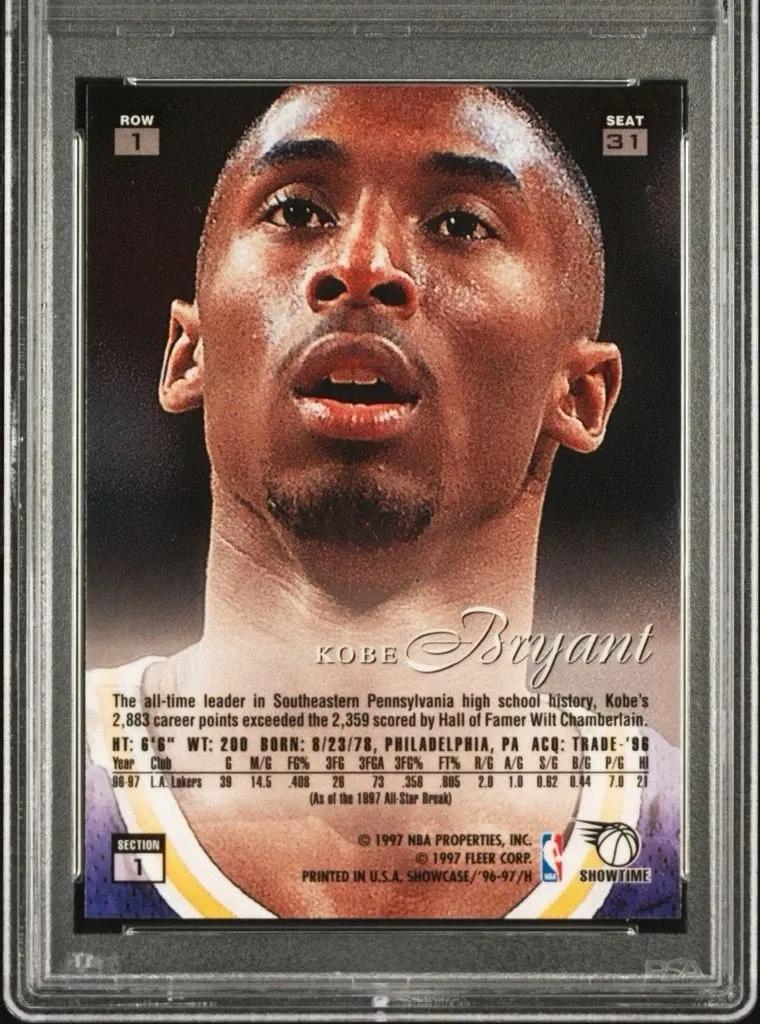 ROW
1
SEAT
31
KOBE Bryant
The all-time leader in Southeastern Pennsylvania high school history, Kobe's
2,883 career points exceeded the 2,359 scored by Hall of Famer Wilt Chamberlain.
HT: 6'6" WT: 200 BORN: 8/23/78, PHILADELPHIA, PA ACQ: TRADE-'96
Year Club G M/G FG% 3FG 3FGA 3FG% FT% R/G A/G S/G B/G P/G HI
96-97 L.A. Lakers 39 14.5 .408 26 73 .356 .805 2.0 1.0 0.62 0.44 7.0 21
(As of the 1997 All-Star Break)
SECTION
1
© 1997 NBA PROPERTIES, INC.
© 1997 FLEER CORP.
PRINTED IN U.S.A. SHOWCASE/'96-97/H
NBA
SHOWTIME
PSA